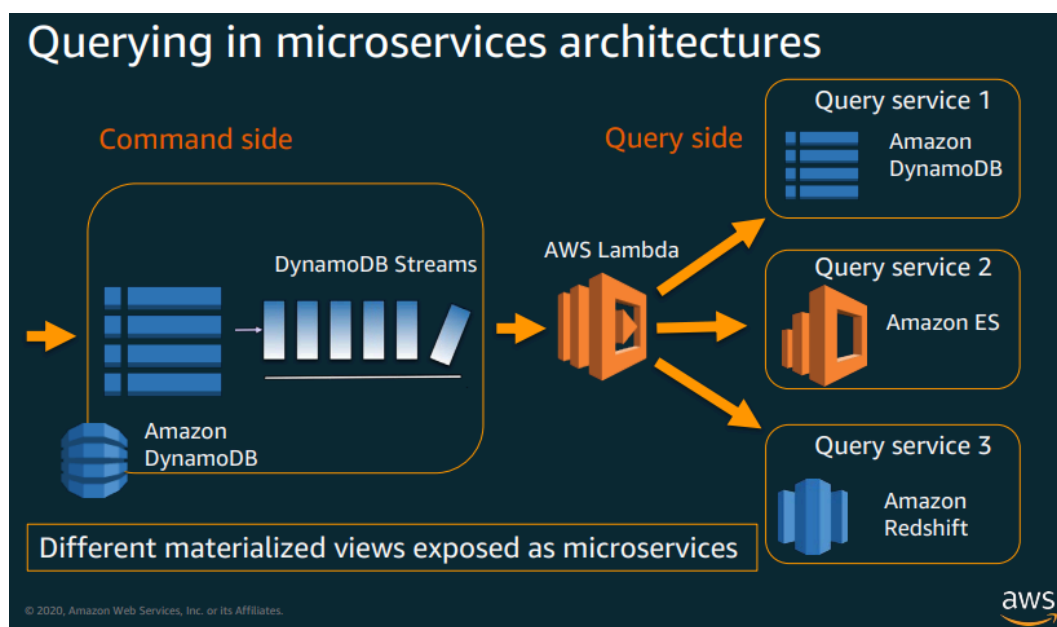 Querying in microservices architectures
Command side
Query side
Query service 1
Amazon
DynamoDB
DynamoDB Streams
AWS Lambda
Query service 2
Amazon ES
Amazon
DynamoDB
Query service 3
Amazon
Redshift
Different materialized views exposed as microservices
© 2020, Amazon Web Services, Inc. or its Affiliates.
aws